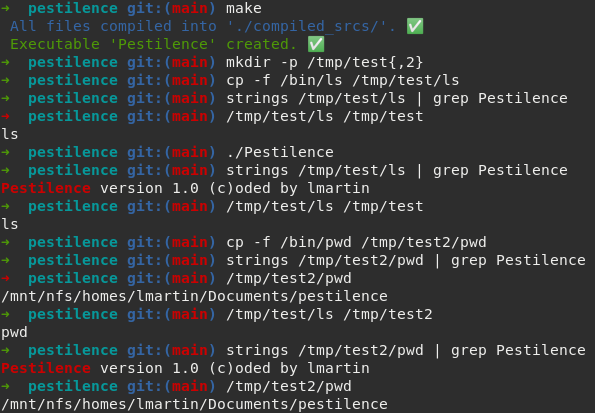 ➜ pestilence git:(main) make
All files compiled into './compiled_srcs/'. ✅
Executable 'Pestilence' created. ✅
➜ pestilence git:(main) mkdir -p /tmp/test{,2}
➜ pestilence git:(main) cp -f /bin/ls /tmp/test/ls
➜ pestilence git:(main) strings /tmp/test/ls | grep Pestilence
➜ pestilence git:(main) /tmp/test/ls /tmp/test
ls
➜ pestilence git:(main) ./Pestilence
➜ pestilence git:(main) strings /tmp/test/ls | grep Pestilence
Pestilence version 1.0 (c)oded by lmartin
➜ pestilence git:(main) /tmp/test/ls /tmp/test
ls
➜ pestilence git:(main) cp -f /bin/pwd /tmp/test2/pwd
➜ pestilence git:(main) strings /tmp/test2/pwd | grep Pestilence
➜ pestilence git:(main) /tmp/test2/pwd
/mnt/nfs/homes/lmartin/Documents/pestilence
➜ pestilence git:(main) /tmp/test/ls /tmp/test2
pwd
➜ pestilence git:(main) strings /tmp/test2/pwd | grep Pestilence
Pestilence version 1.0 (c)oded by lmartin
➜ pestilence git:(main) /tmp/test2/pwd
/mnt/nfs/homes/lmartin/Documents/pestilence